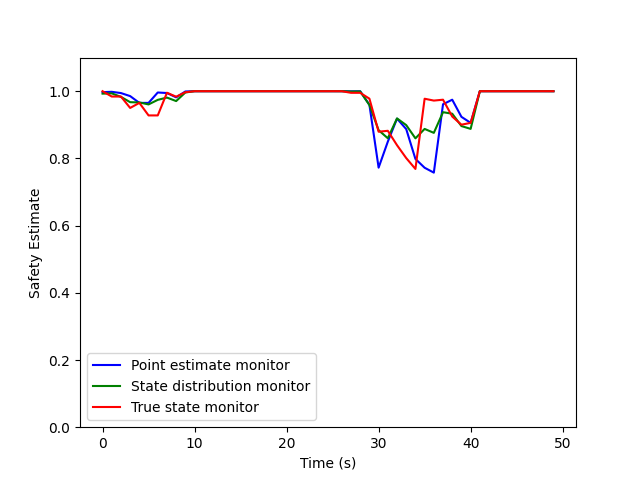 1.0
0.8
0.6
0.4
0.2
0.0
Safety Estimate
Point estimate monitor
State distribution monitor
True state monitor
0 10 20 30 40 50
Time (s)